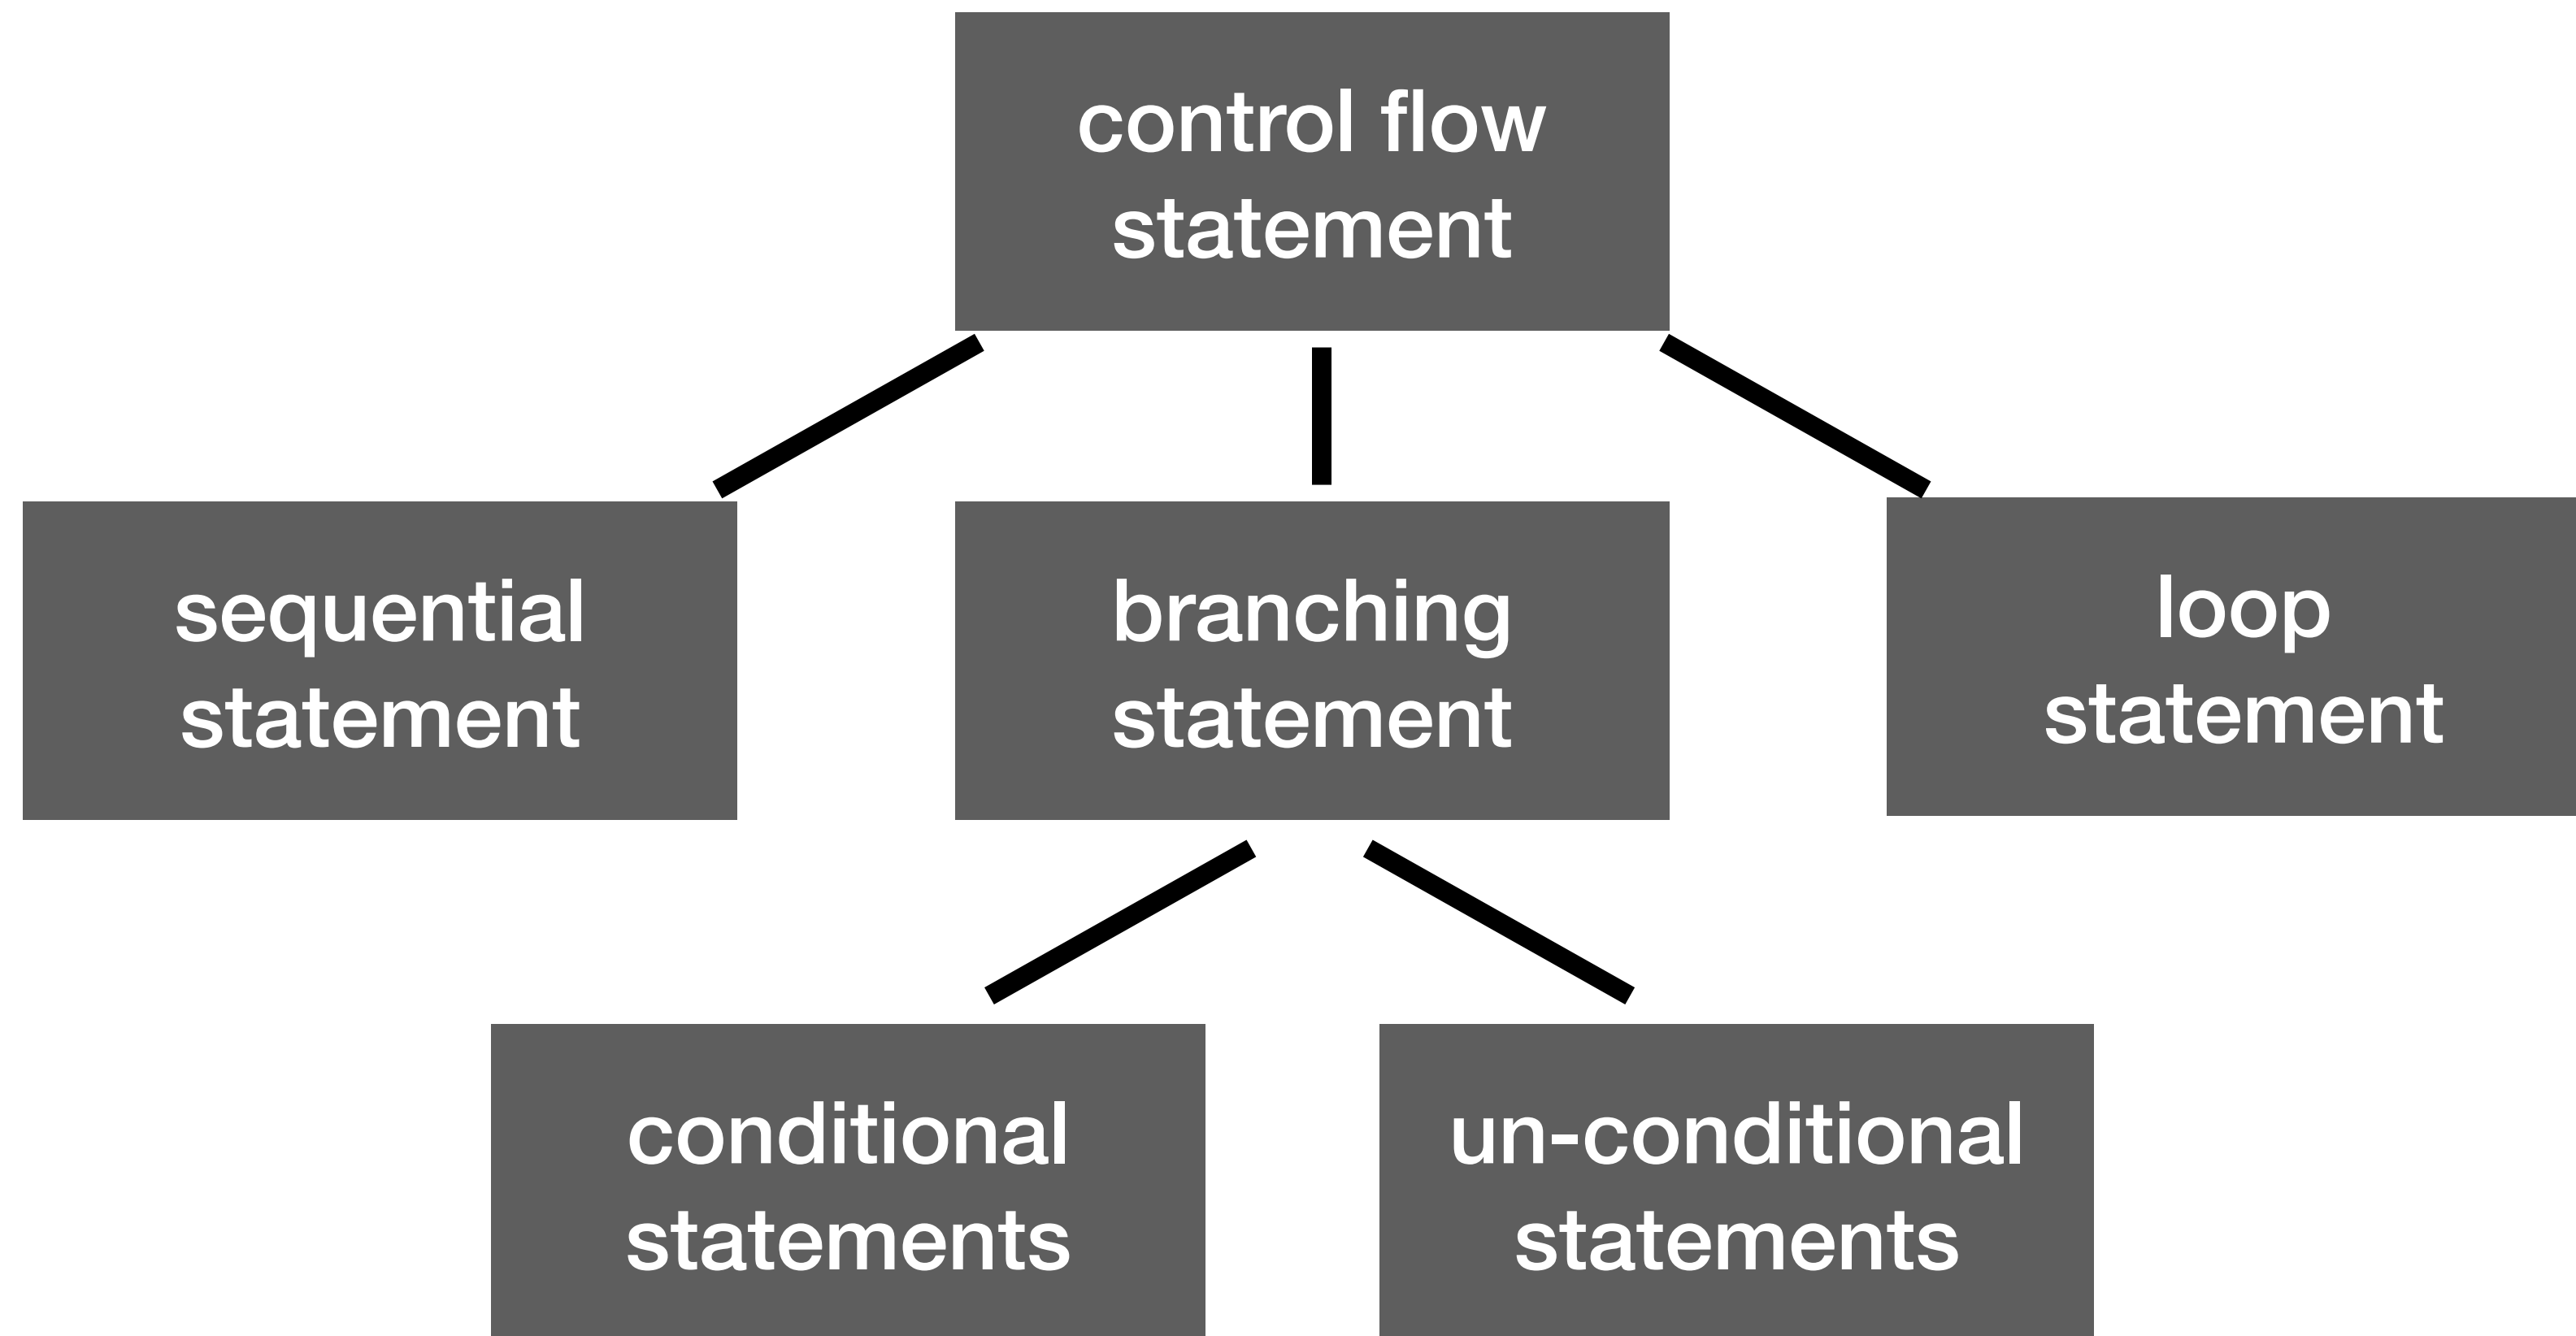 control flow
statement
sequential
statement
branching
statement
loop
statement
conditional
statements
un-conditional
statements